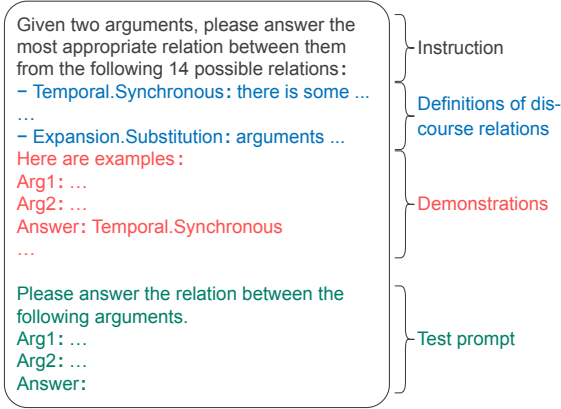 Given two arguments, please answer the
most appropriate relation between them
from the following 14 possible relations:
− Temporal.Synchronous: there is some ...
…
− Expansion.Substitution: arguments ...
Here are examples:
Arg1: …
Arg2: …
Answer: Temporal.Synchronous
…
Please answer the relation between the
following arguments.
Arg1: …
Arg2: …
Answer:
Instruction
Definitions of dis-
course relations
Demonstrations
Test prompt